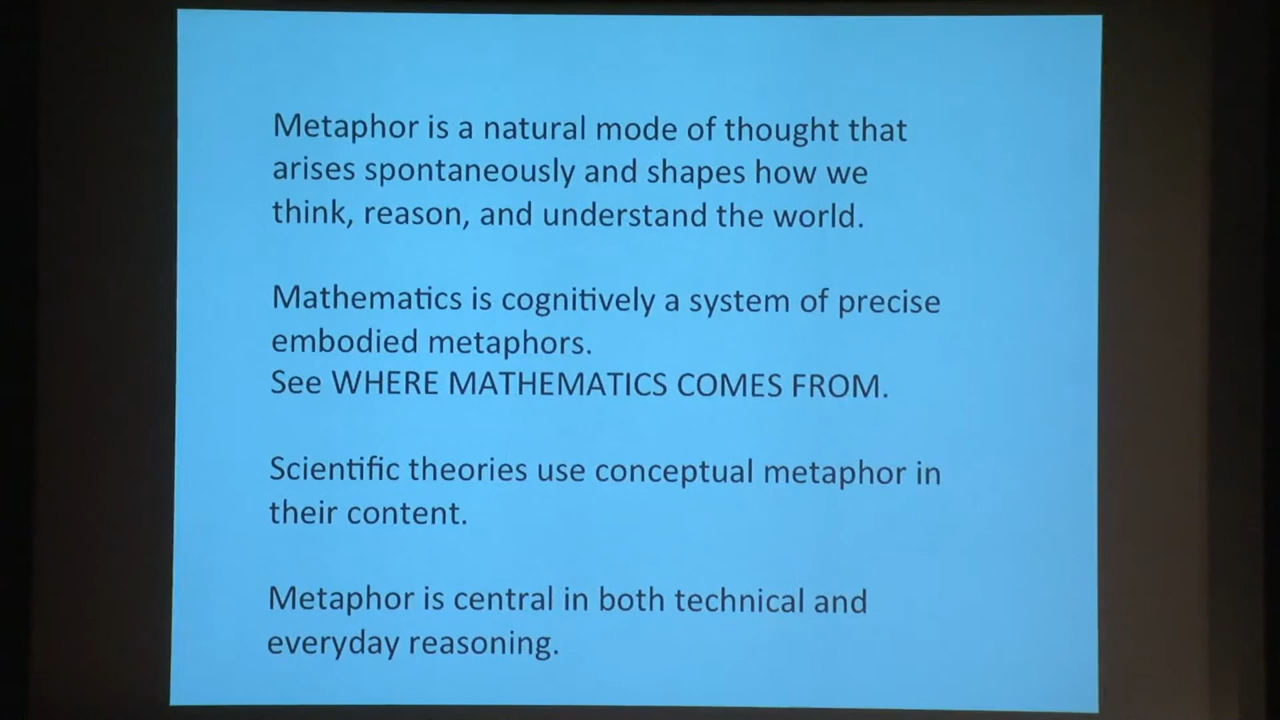 Metaphor is a natural mode of thought that
arises spontaneously and shapes how we
think, reason, and understand the world.
Mathematics is cognitively a system of precise
embodied metaphors.
See WHERE MATHEMATICS COMES FROM.
Scientific theories use conceptual metaphor in
their content.
Metaphor is central in both technical and
everyday reasoning.